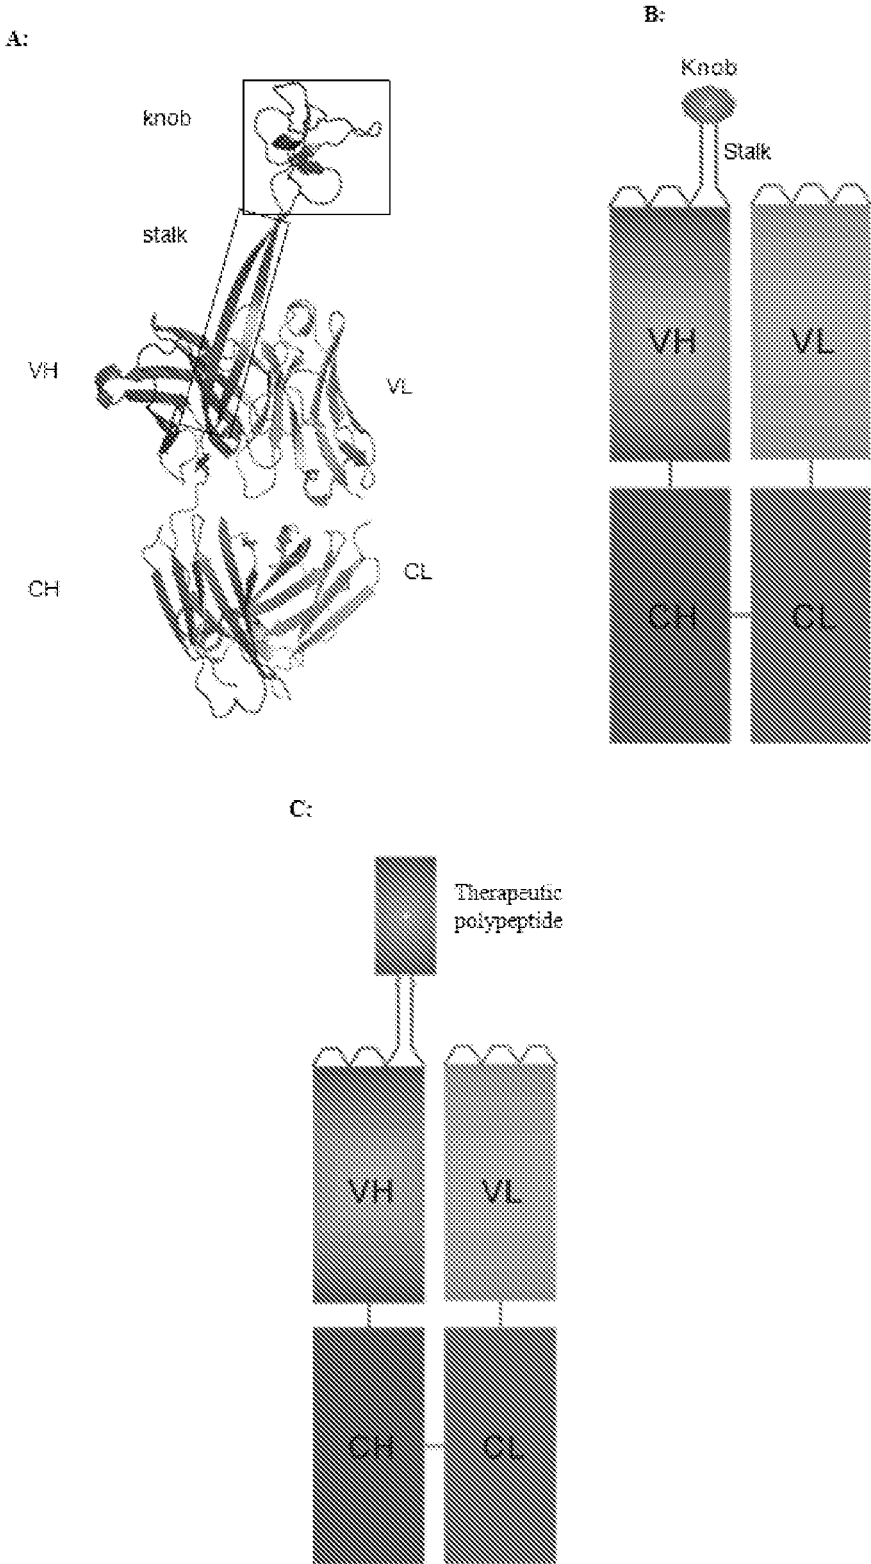 A:
knob
stalk
VH
VL
CH
CL
B:
Knob
Stalk
VH
VL
CH
CL
C:
Therapeutic
polypeptide
VH
VL
CH
CL